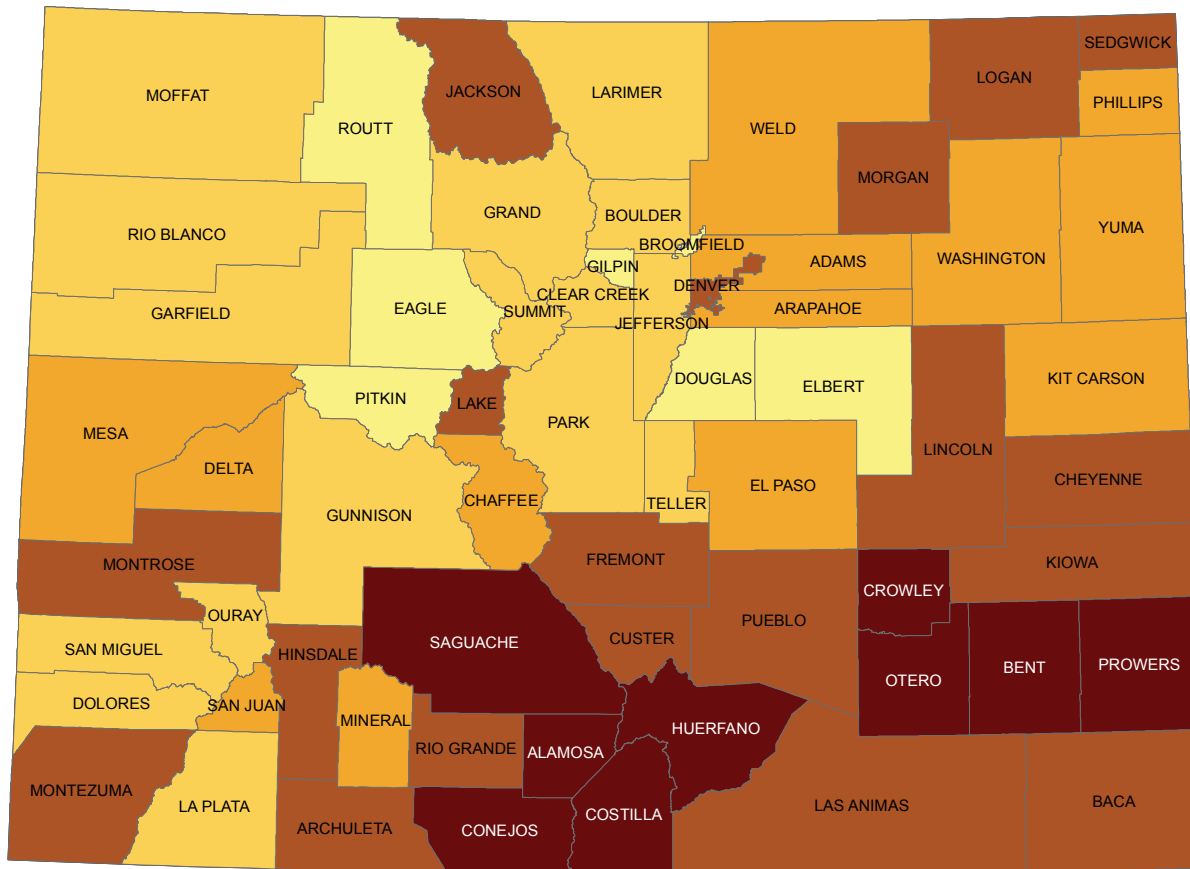 SEDGWICK
LOGAN
JACKSON
LARIMER
MOFFAT
PHILLIPS
ROUTT
WELD
MORGAN
GRAND
BOULDER
YUMA
RIO BLANCO
BROOMFIELD
WASHINGTON
ADAMS
GILPIN
DENVER
CLEAR CREEK
EAGLE
ARAPAHOE
GARFIELD
SUMMIT
JEFFERSON
DOUGLAS
KIT CARSON
ELBERT
PITKIN
LAKE
PARK
MESA
LINCOLN
DELTA
CHEYENNE
EL PASO
CHAFFEE
TELLER
GUNNISON
FREMONT
KIOWA
MONTROSE
CROWLEY
OURAY
PUEBLO
CUSTER
SAGUACHE
SAN MIGUEL
HINSDALE
PROWERS
BENT
OTERO
DOLORES
SAN JUAN
MINERAL
HUERFANO
RIO GRANDE
ALAMOSA
MONTEZUMA
BACA
LAS ANIMAS
LA PLATA
COSTILLA
ARCHULETA
CONEJOS